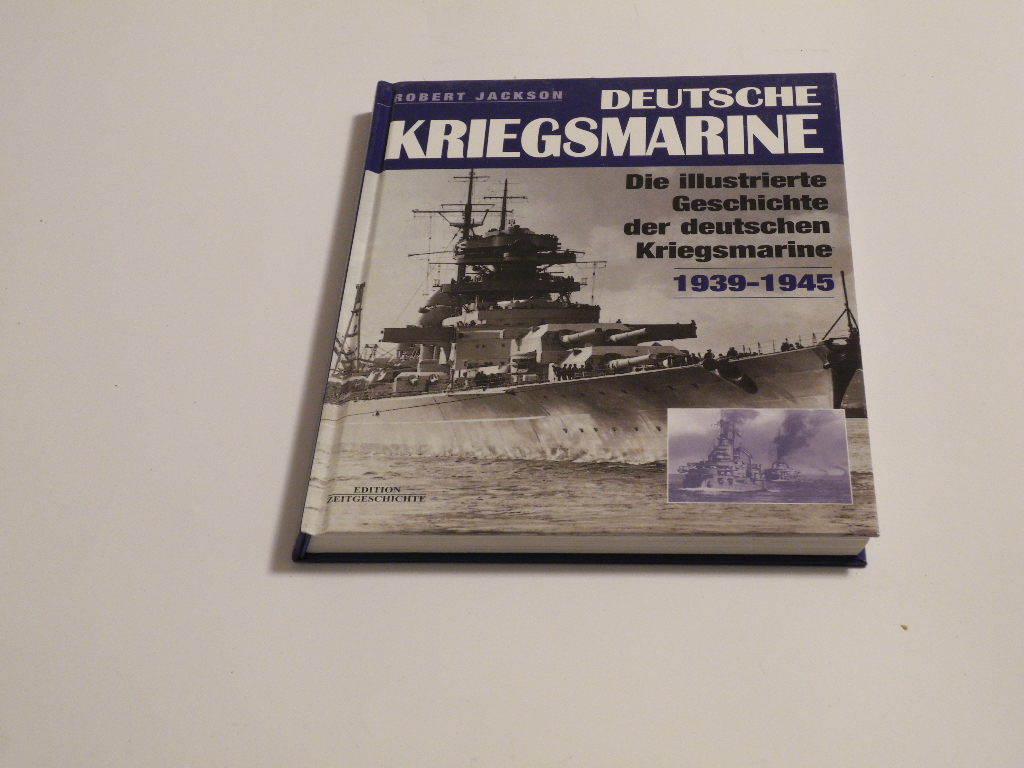 ROBERT JACKSON
DEUTSCHE
KRIEGSMARINE
Die illustrierte
Geschichte
der deutschen
Kriegsmarine
1939-1945
EDITION
ZEITGESCHICHTE